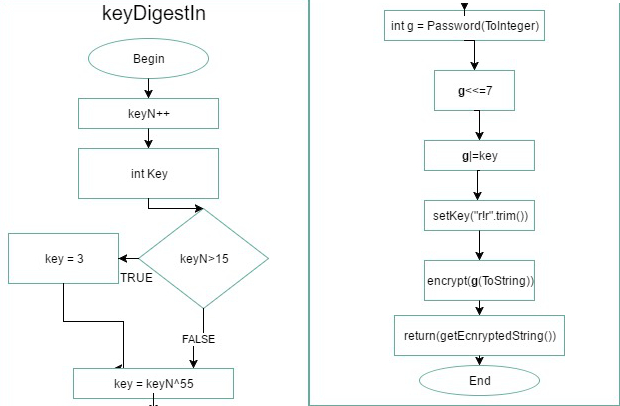 keyDigestIn
Begin
keyN++
int Key
keyN>15
key = 3
TRUE
FALSE
key = keyN^55
int g = Password(ToInteger)
g<<=7
g|=key
setKey("r!r".trim())
encrypt(g(ToString))
return(getEcnryptedString())
End